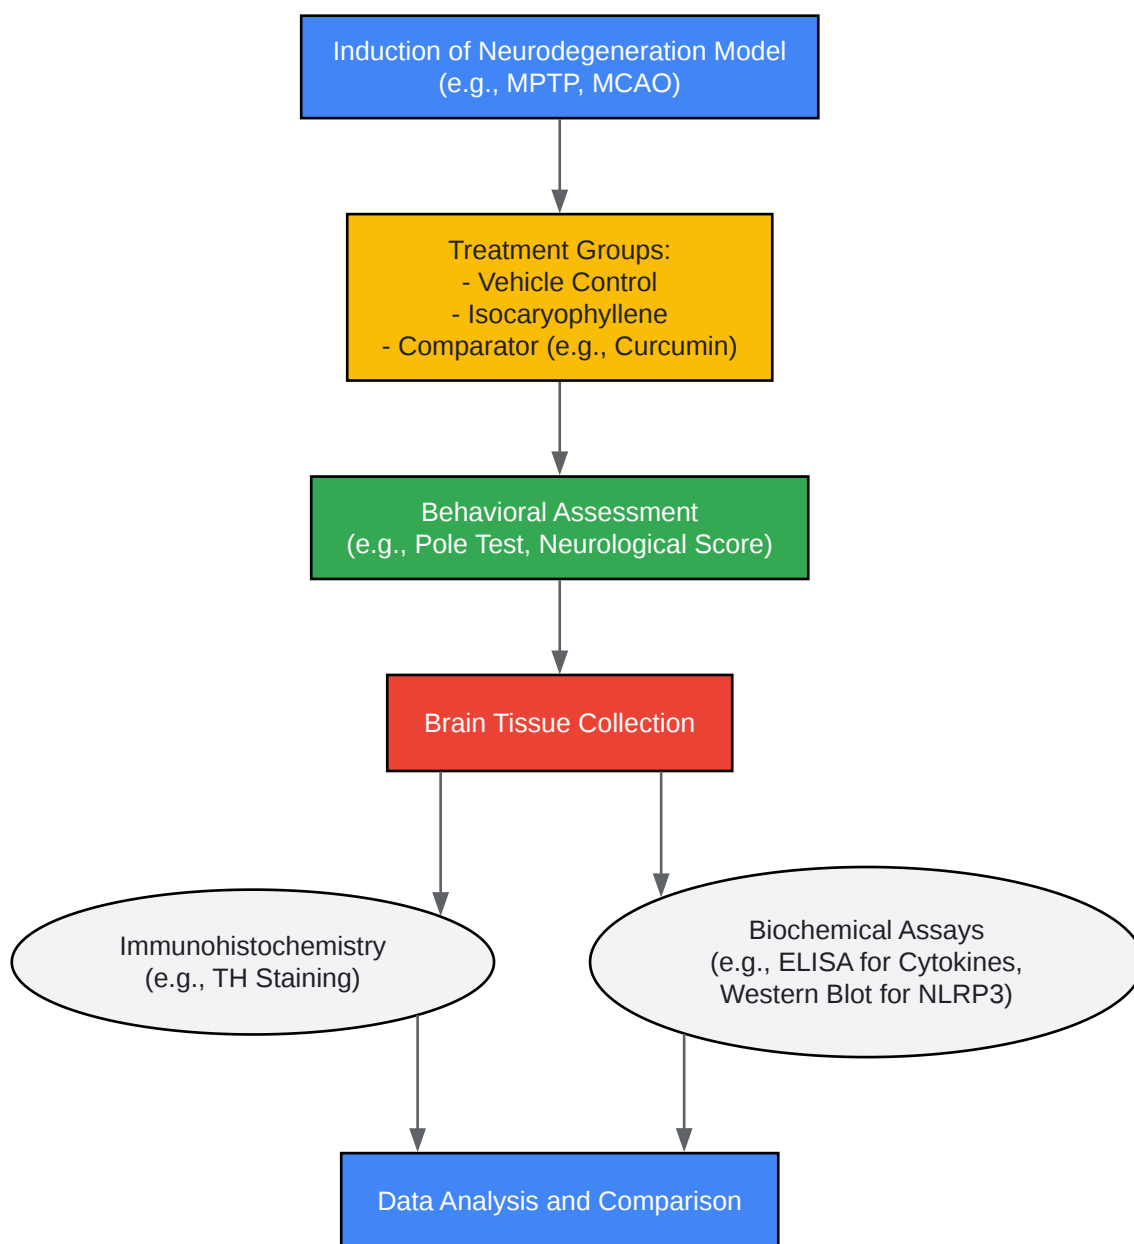 Induction of Neurodegeneration Model
(e.g., MPTP, MCAO)
Treatment Groups:
- Vehicle Control
- Isocaryophyllene
- Comparator (e.g., Curcumin)
Behavioral Assessment
(e.g., Pole Test, Neurological Score)
Brain Tissue Collection
Immunohistochemistry
(e.g., TH Staining)
Biochemical Assays
(e.g., ELISA for Cytokines,
Western Blot for NLRP3)
Data Analysis and Comparison